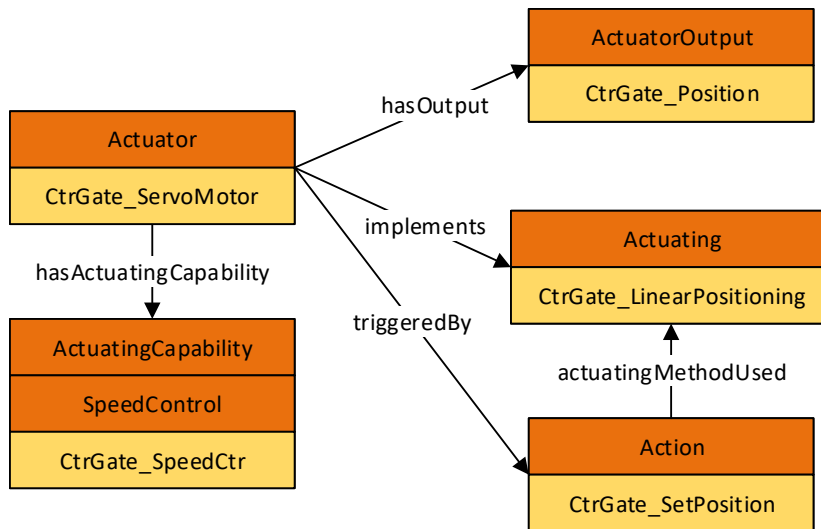 ActuatorOutput
CtrGate_Position
hasOutput
Actuator
CtrGate_ServoMotor
implements
Actuating
CtrGate_LinearPositioning
hasActuatingCapability
triggeredBy
ActuatingCapability
SpeedControl
CtrGate_SpeedCtr
actuatingMethodUsed
Action
CtrGate_SetPosition